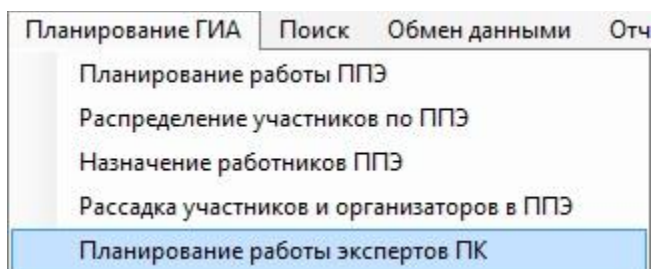 Планирование ГИА Поиск Обмен данными Отч
Планирование работы ППЭ
Распределение участников по ППЭ
Назначение работников ППЭ
Рассадка участников и организаторов в ППЭ
Планирование работы экспертов ПК